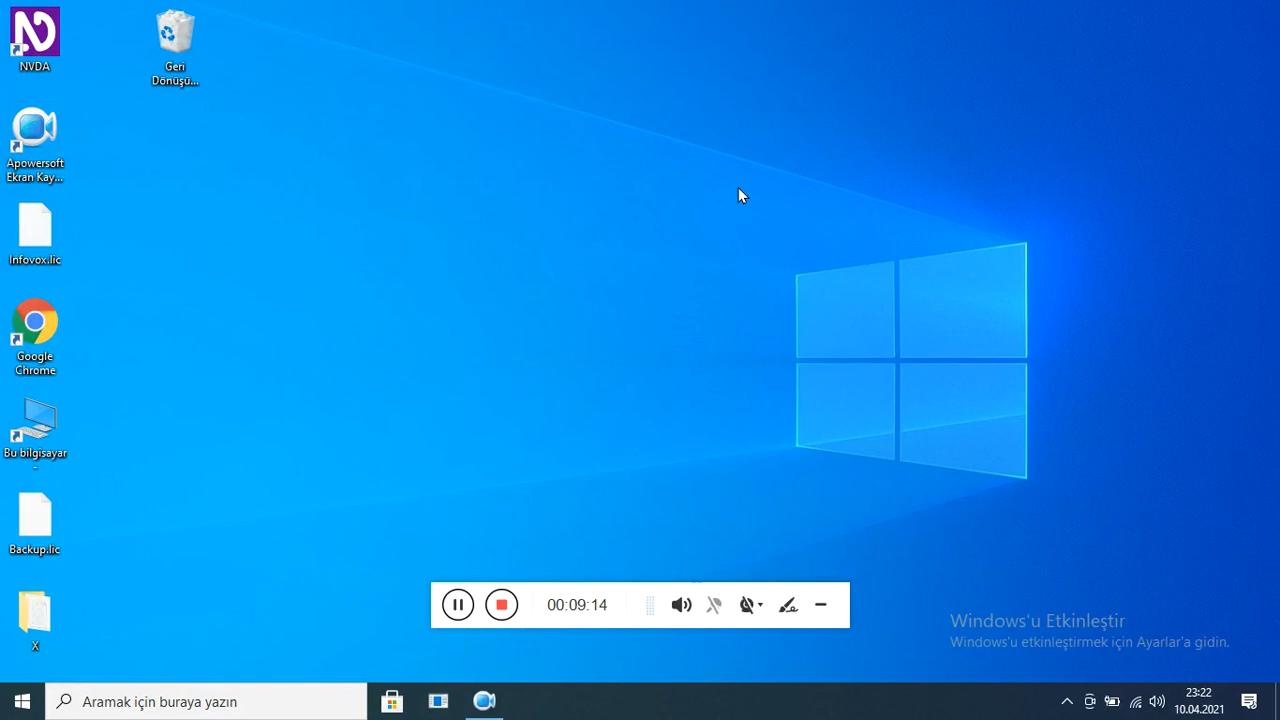 NVDA
Geri
Dönüşü...
Apowersoft
Ekran Kay...
Infovox.lic
Google
Chrome
Bu bilgisayar
-
Backup.lic
X
00:09:14
Windows'u Etkinleştir
Windows'u etkinleştirmek için Ayarlar'a gidin.
Aramak için buraya yazın
23:22
10.04.2021